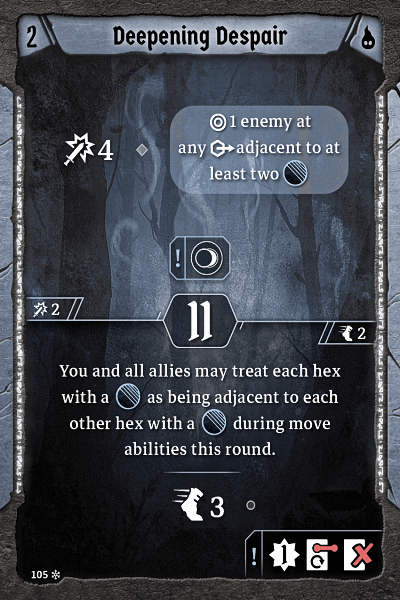 2 Deepening Despair
4
1 enemy at
any adjacent to at
least two
!
2
11
2
You and all allies may treat each hex
with a as being adjacent to each
other hex with a during move
abilities this round.
3
! 1
105